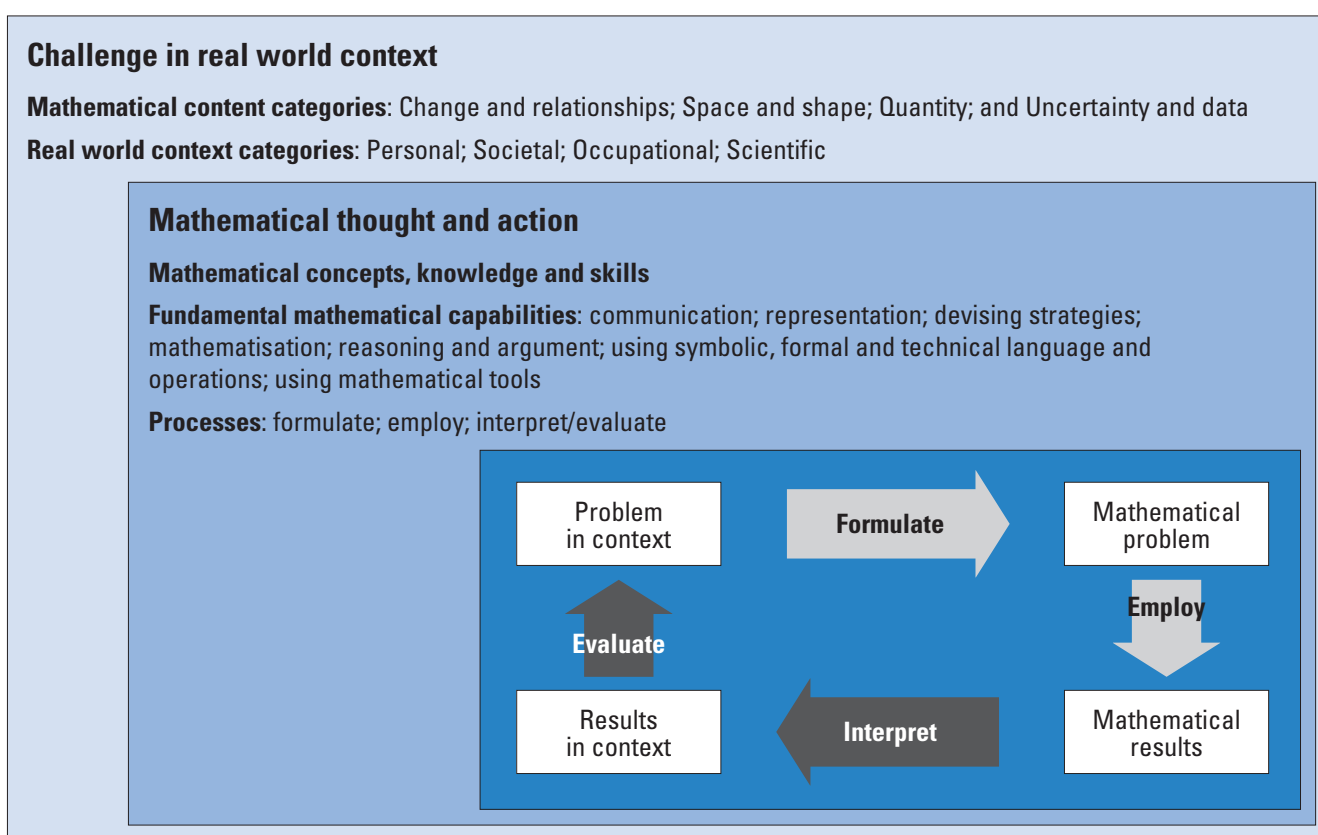 Challenge in real world context
Mathematical content categories: Change and relationships; Space and shape; Quantity; and Uncertainty and data
Real world context categories: Personal; Societal; Occupational; Scientific
Mathematical thought and action
Mathematical concepts, knowledge and skills
Fundamental mathematical capabilities: communication; representation; devising strategies;
mathematisation; reasoning and argument; using symbolic, formal and technical language and
operations; using mathematical tools
Processes: formulate; employ; interpret/evaluate
Problem
in context
Formulate
Mathematical
problem
Evaluate
Employ
Results
in context
Interpret
Mathematical
results